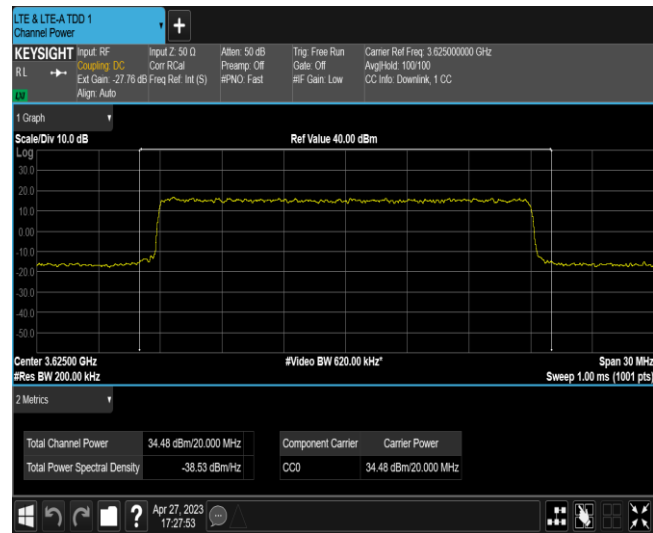 LTE & LTE-A TDD 1
Channel Power
KEYSIGHT
RL
LXI
Input: RF
Coupling: DC
Ext Gain: -27.76 dB
Align: Auto
Input Z: 50 Ω
Corr RCal
Freq Ref: Int (S)
Atten: 50 dB
Preamp: Off
#PNO: Fast
Trig: Free Run
Gate: Off
#IF Gain: Low
Carrier Ref Freq: 3.625000000 GHz
Avg|Hold: 100/100
CC Info: Downlink, 1 CC
1 Graph
Scale/Div 10.0 dB
Ref Value 40.00 dBm
Log
30.0
20.0
10.0
0.00
-10.0
-20.0
-30.0
-40.0
-50.0
Center 3.62500 GHz
#Video BW 620.00 kHz*
Span 30 MHz
#Res BW 200.00 kHz
Sweep 1.00 ms (1001 pts)
2 Metrics
Total Channel Power 34.48 dBm/20.000 MHz
Total Power Spectral Density -38.53 dBm/Hz
Component Carrier Carrier Power
CC0 34.48 dBm/20.000 MHz
?
Apr 27, 2023
17:27:53